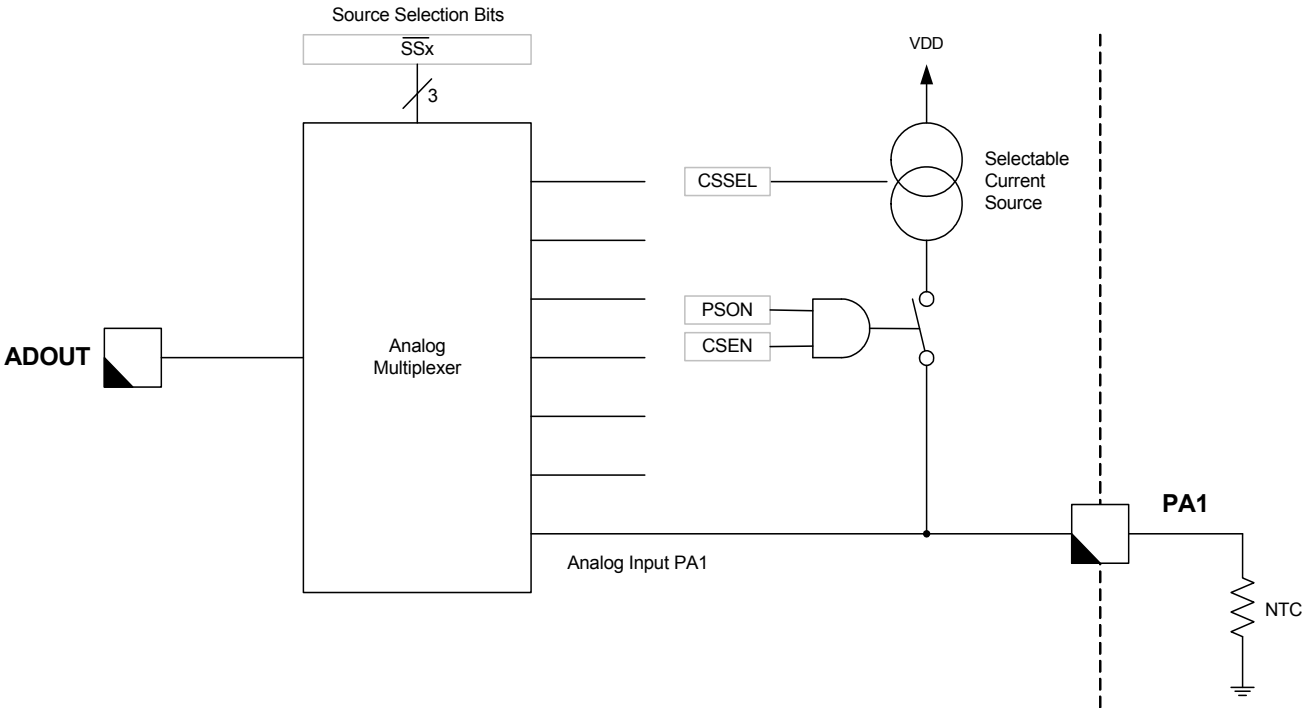 Source Selection Bits
SSx
3
VDD
Selectable
Current
Source
CSSEL
PSON
CSEN
ADOUT
Analog
Multiplexer
PA1
Analog Input PA1
NTC